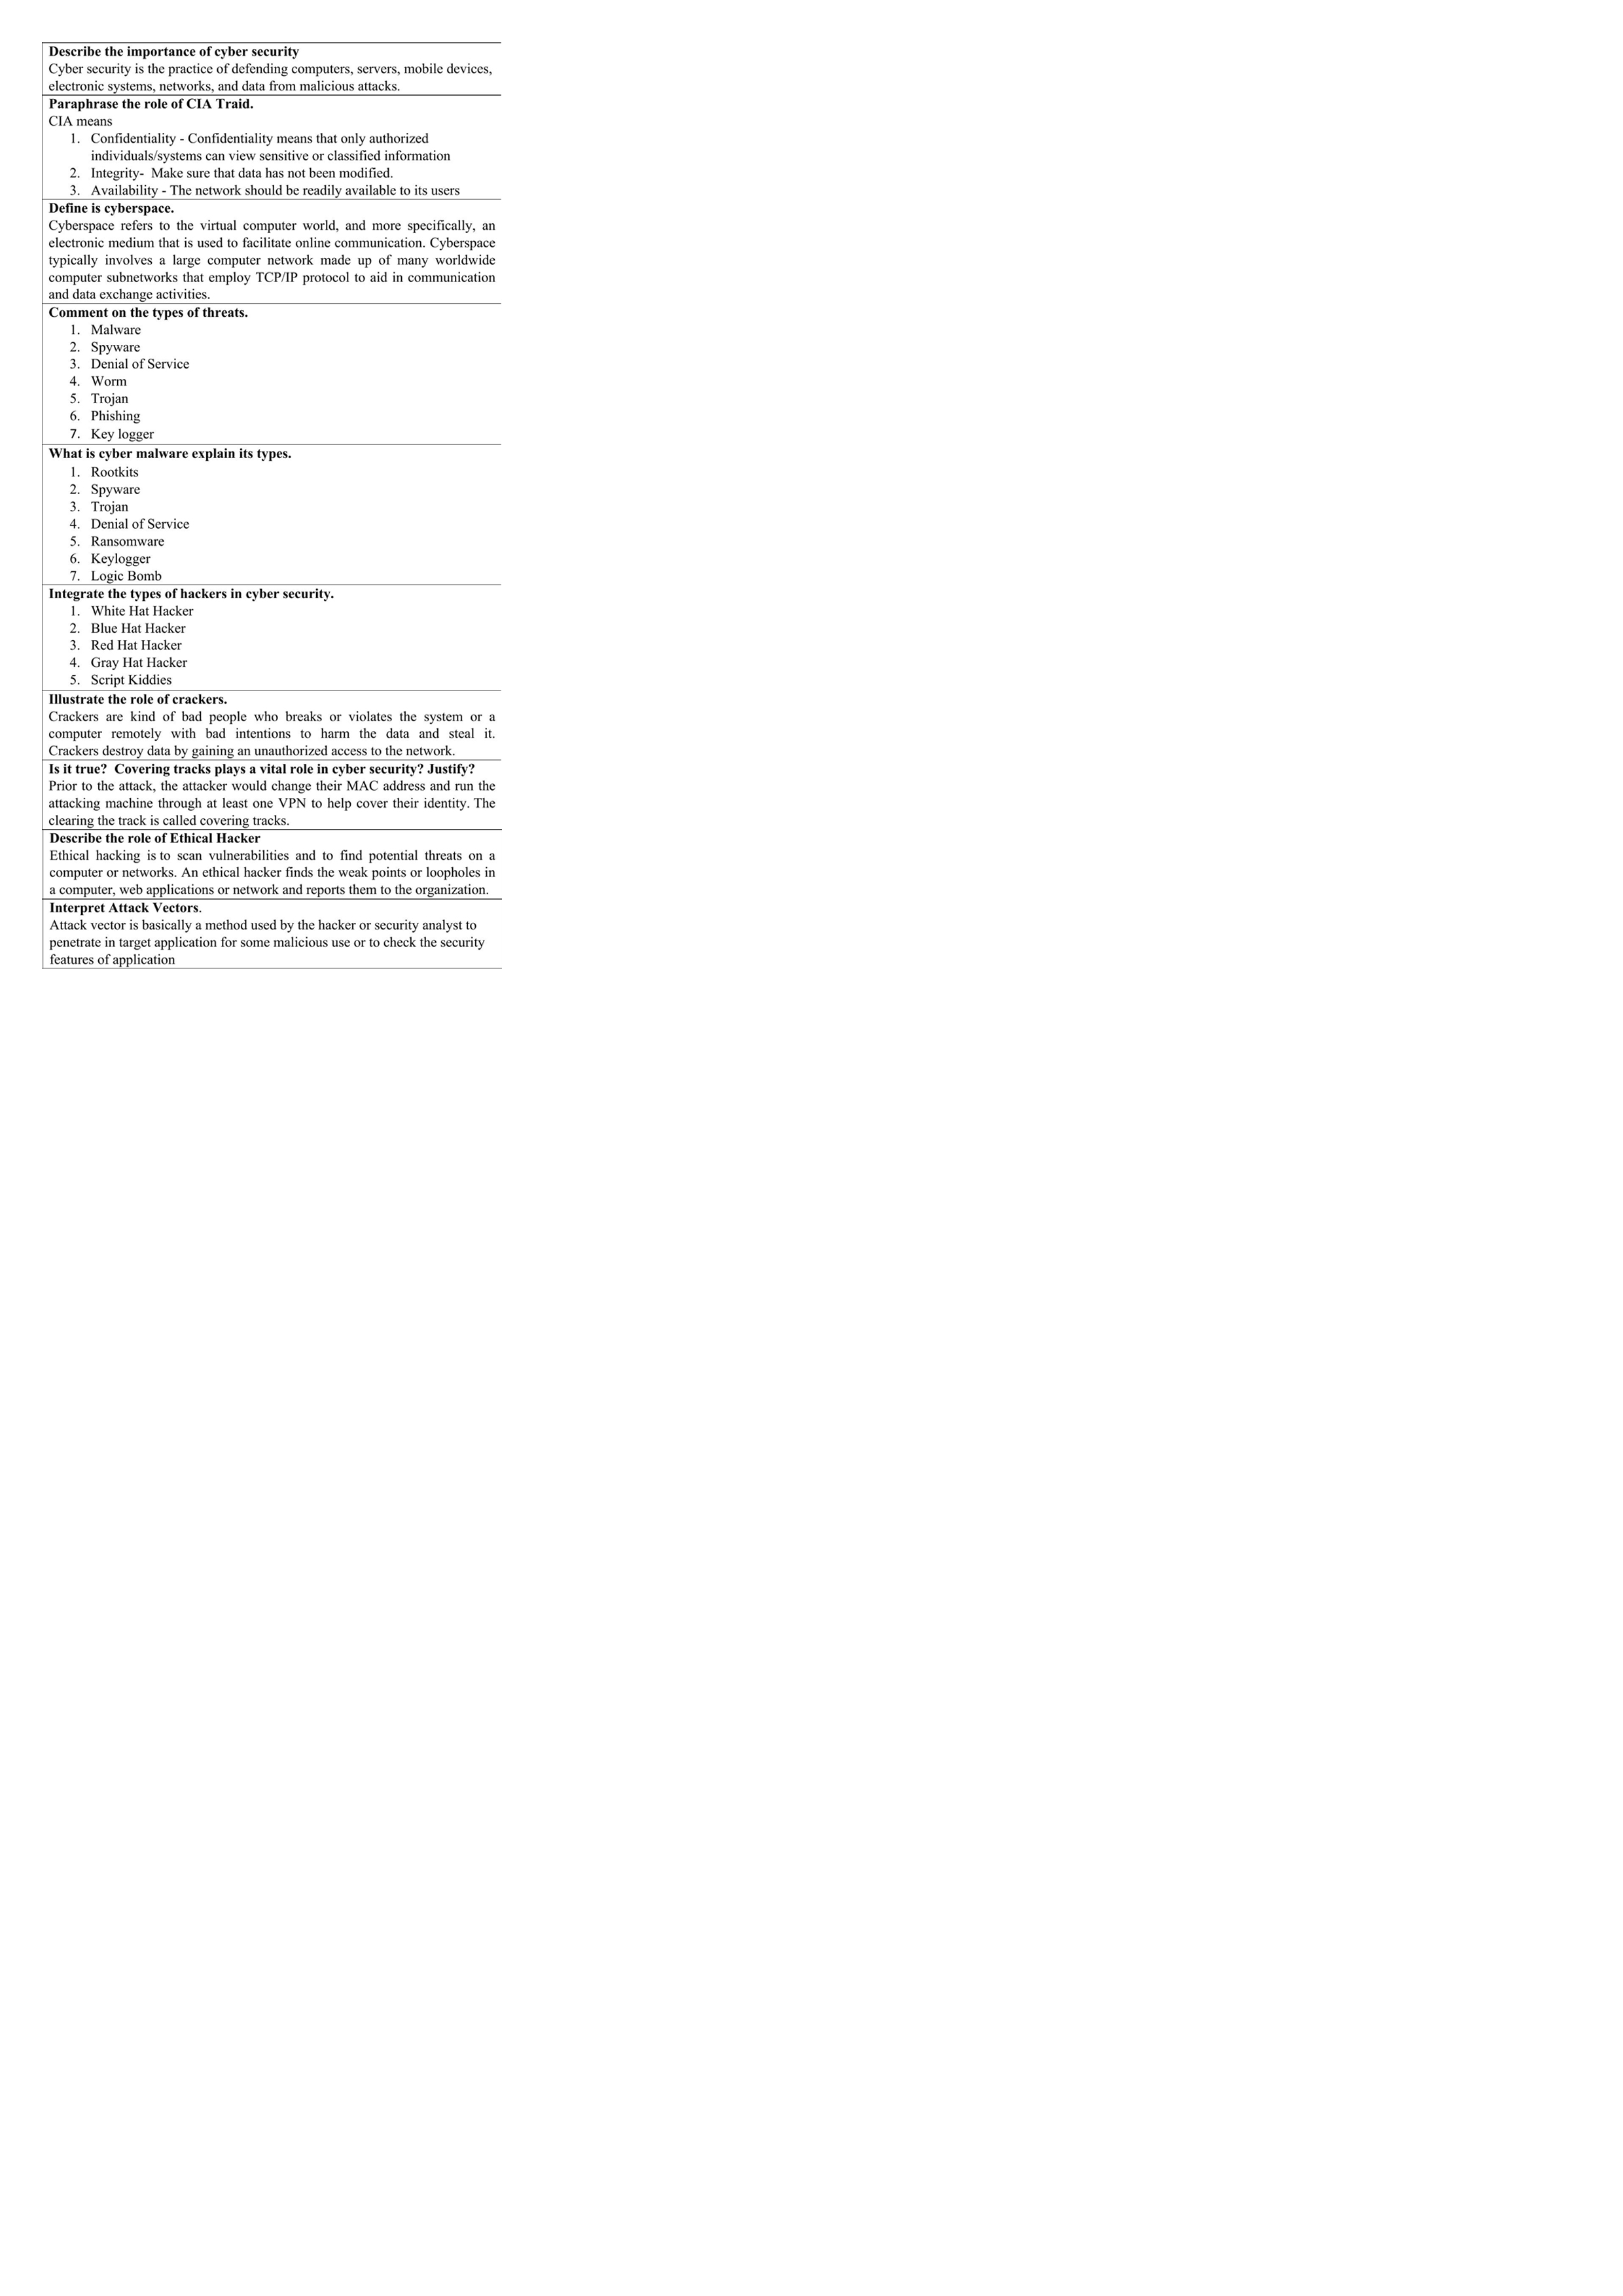 Describe the importance of cyber security
Cyber security is the practice of defending computers, servers, mobile devices,
electronic systems, networks, and data from malicious attacks.
Paraphrase the role of CIA Traid.
CIA means
1. Confidentiality - Confidentiality means that only authorized
individuals/systems can view sensitive or classified information
2. Integrity- Make sure that data has not been modified.
3. Availability - The network should be readily available to its users
Define is cyberspace.
Cyberspace refers to the virtual computer world, and more specifically, an
electronic medium that is used to facilitate online communication. Cyberspace
typically involves a large computer network made up of many worldwide
computer subnetworks that employ TCP/IP protocol to aid in communication
and data exchange activities.
Comment on the types of threats.
1. Malware
2. Spyware
3. Denial of Service
4. Worm
5. Trojan
6. Phishing
7. Key logger
What is cyber malware explain its types.
1. Rootkits
2. Spyware
3. Trojan
4. Denial of Service
5. Ransomware
6. Keylogger
7. Logic Bomb
Integrate the types of hackers in cyber security.
1. White Hat Hacker
2. Blue Hat Hacker
3. Red Hat Hacker
4. Gray Hat Hacker
5. Script Kiddies
Illustrate the role of crackers.
Crackers are kind of bad people who breaks or violates the system or a
computer remotely with bad intentions to harm the data and steal it.
Crackers destroy data by gaining an unauthorized access to the network.
Is it true? Covering tracks plays a vital role in cyber security? Justify?
Prior to the attack, the attacker would change their MAC address and run the
attacking machine through at least one VPN to help cover their identity. The
clearing the track is called covering tracks.
Describe the role of Ethical Hacker
Ethical hacking is to scan vulnerabilities and to find potential threats on a
computer or networks. An ethical hacker finds the weak points or loopholes in
a computer, web applications or network and reports them to the organization.
Interpret Attack Vectors.
Attack vector is basically a method used by the hacker or security analyst to
penetrate in target application for some malicious use or to check the security
features of application